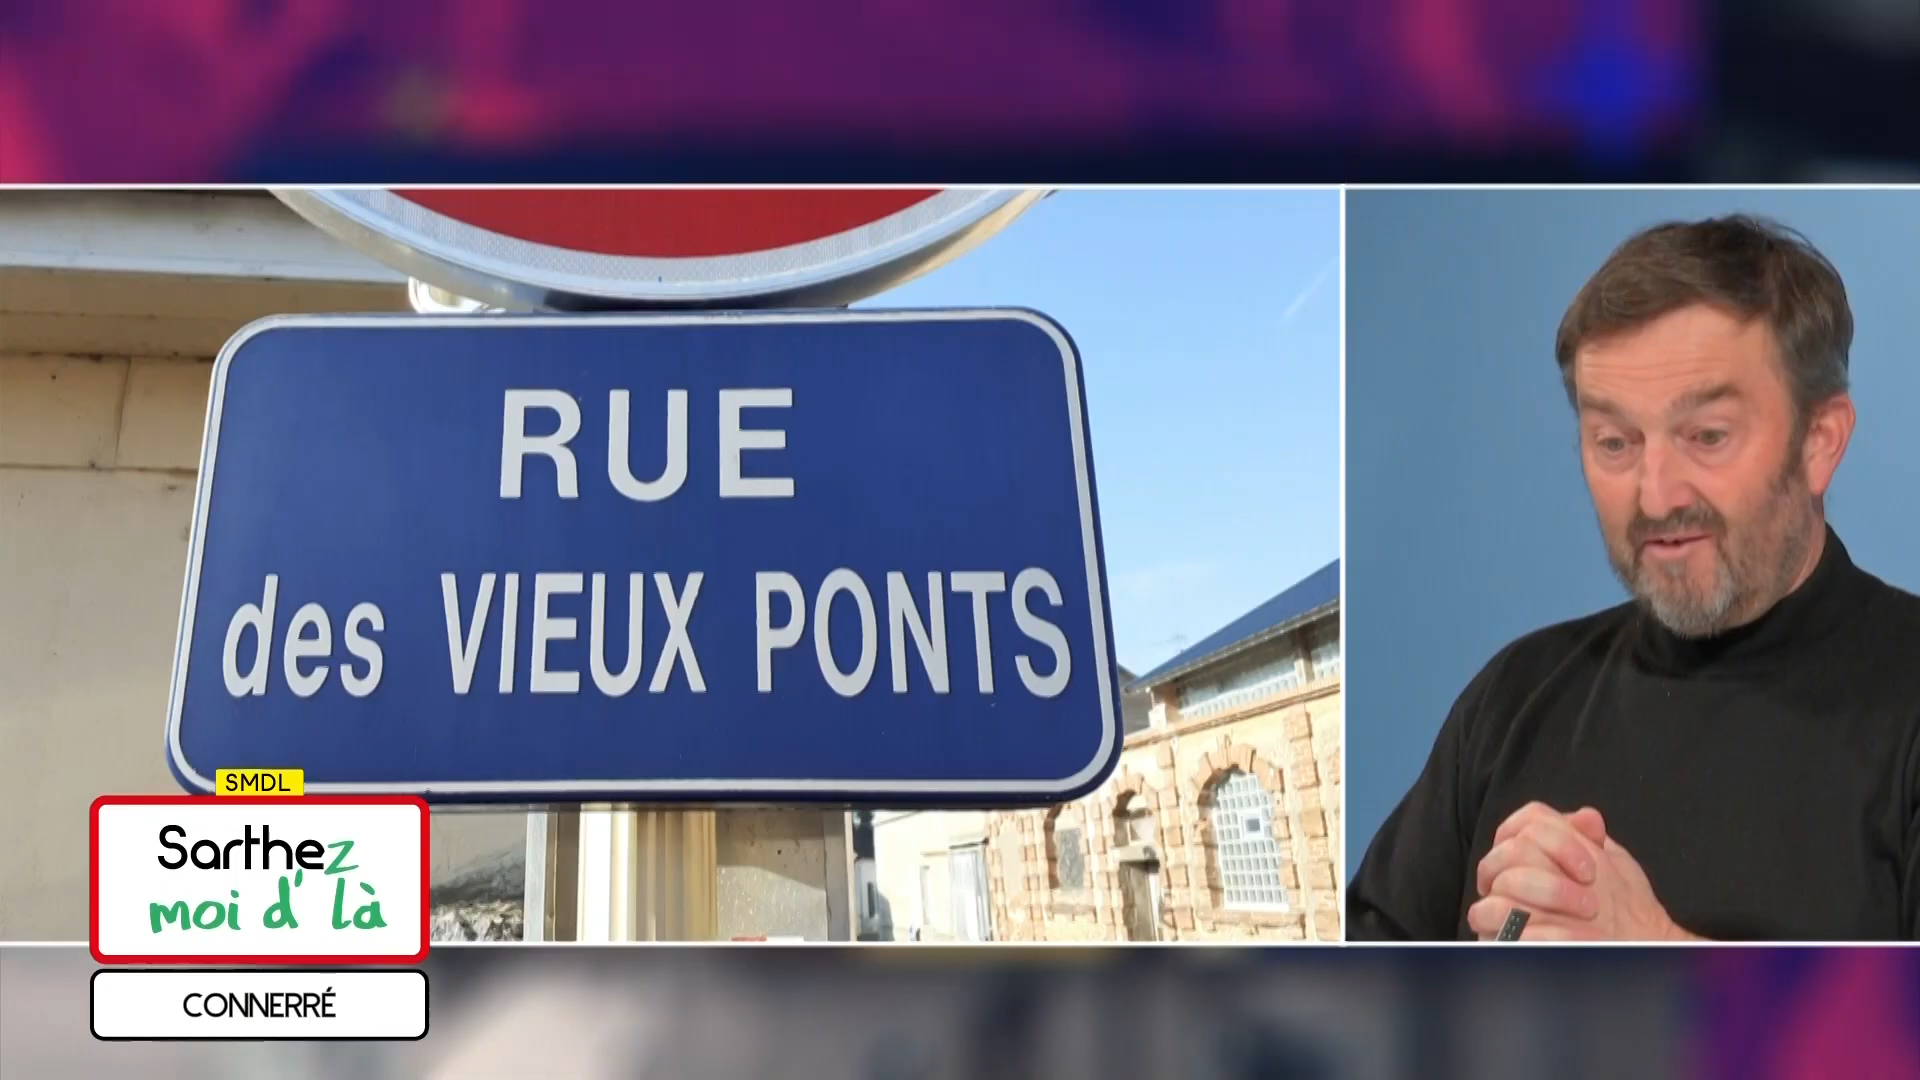 RUE
des VIEUX PONTS
SMDL
Sarthez
moi d'là
CONNERRÉ